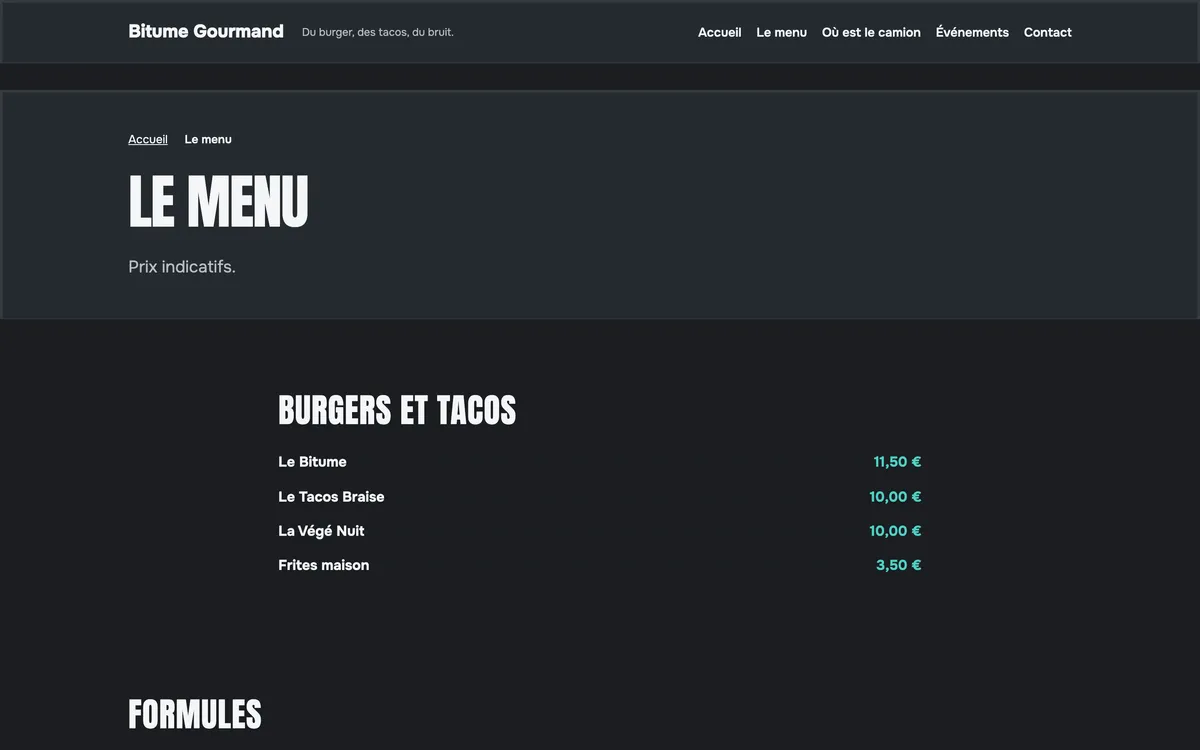 Bitume Gourmand Du burger, des tacos, du bruit. Accueil Le menu Où est le camion Événements Contact
Accueil Le menu
LE MENU
Prix indicatifs.
BURGERS ET TACOS
Le Bitume 11,50 €
Le Tacos Braise 10,00 €
La Végé Nuit 10,00 €
Frites maison 3,50 €
FORMULES